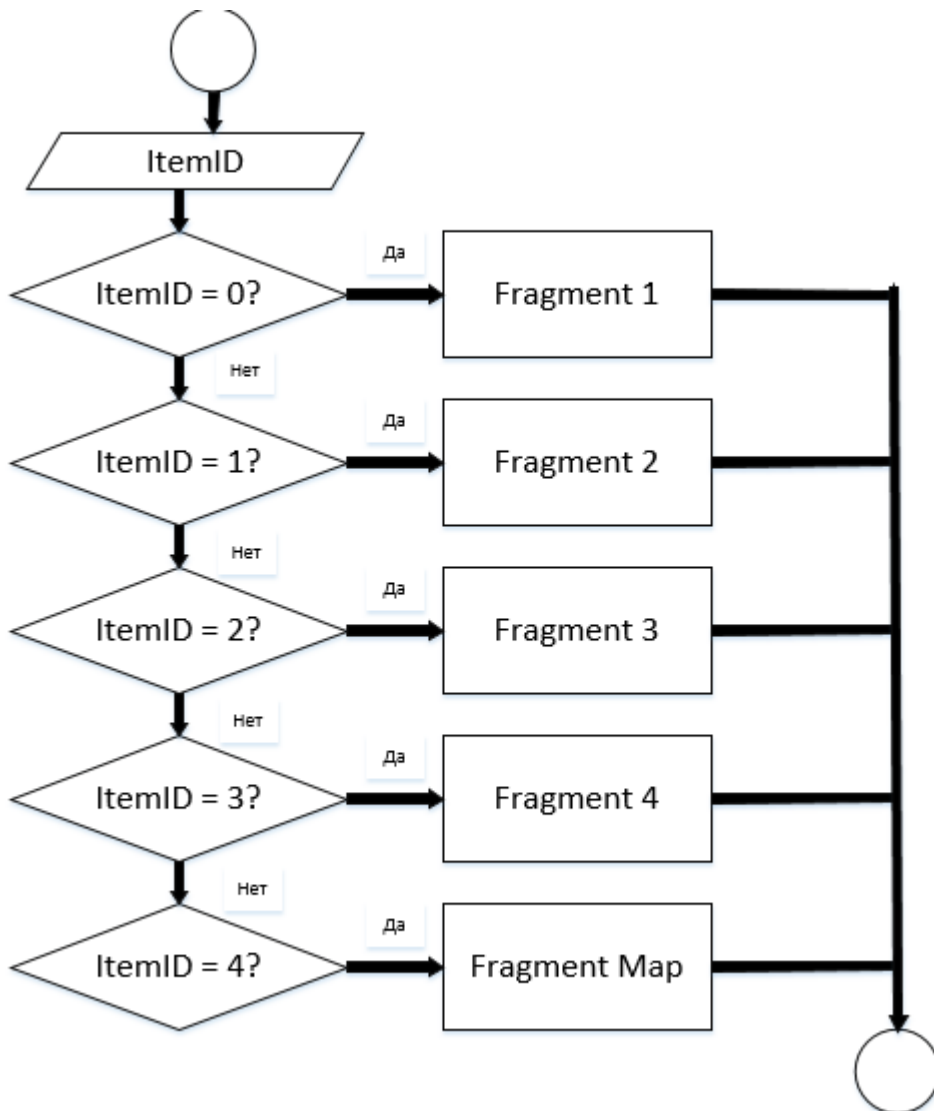 ItemID
ItemID = 0?
Да
Fragment 1
Нет
ItemID = 1?
Да
Fragment 2
Нет
ItemID = 2?
Да
Fragment 3
Нет
ItemID = 3?
Да
Fragment 4
Нет
ItemID = 4?
Да
Fragment Map